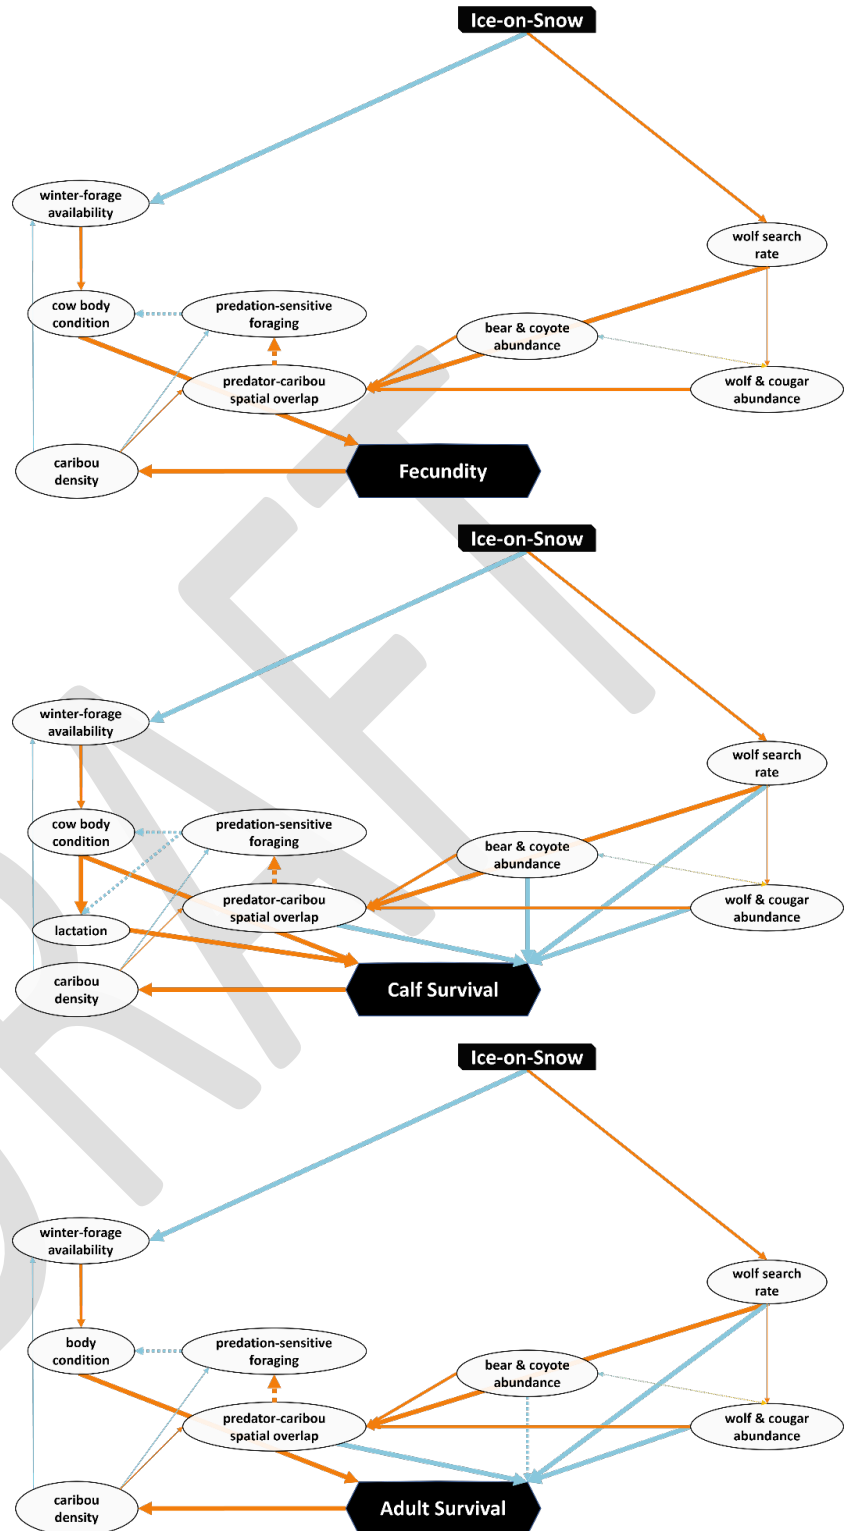 Ice-on-Snow
winter-forage
availability
wolf search
rate
cow body
condition
predation-sensitive
foraging
bear & coyote
abundance
predator-caribou
spatial overlap
wolf & cougar
abundance
caribou
density
Fecundity
Ice-on-Snow
winter-forage
availability
wolf search
rate
cow body
condition
predation-sensitive
foraging
bear & coyote
abundance
predator-caribou
spatial overlap
wolf & cougar
abundance
lactation
caribou
density
Calf Survival
Ice-on-Snow
winter-forage
availability
wolf search
rate
body
condition
predation-sensitive
foraging
bear & coyote
abundance
predator-caribou
spatial overlap
wolf & cougar
abundance
caribou
density
Adult Survival
DRAFT